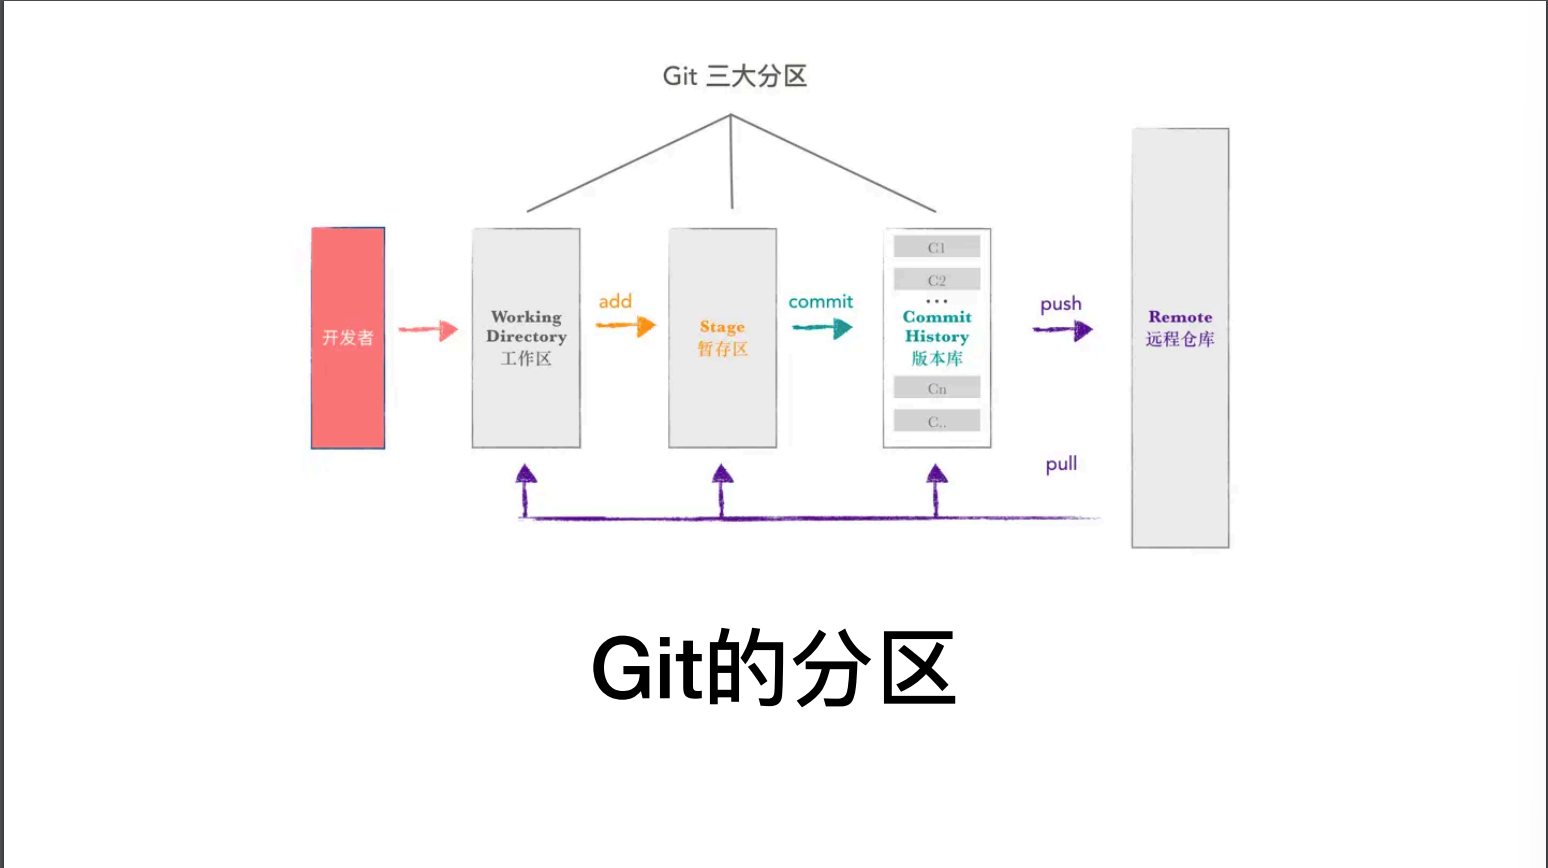 Git 三大分区
开发者
Working
Directory
工作区
add
Stage
暂存区
commit
C1
C2
...
Commit
History
版本库
Cn
C..
push
Remote
远程仓库
pull
Git的分区